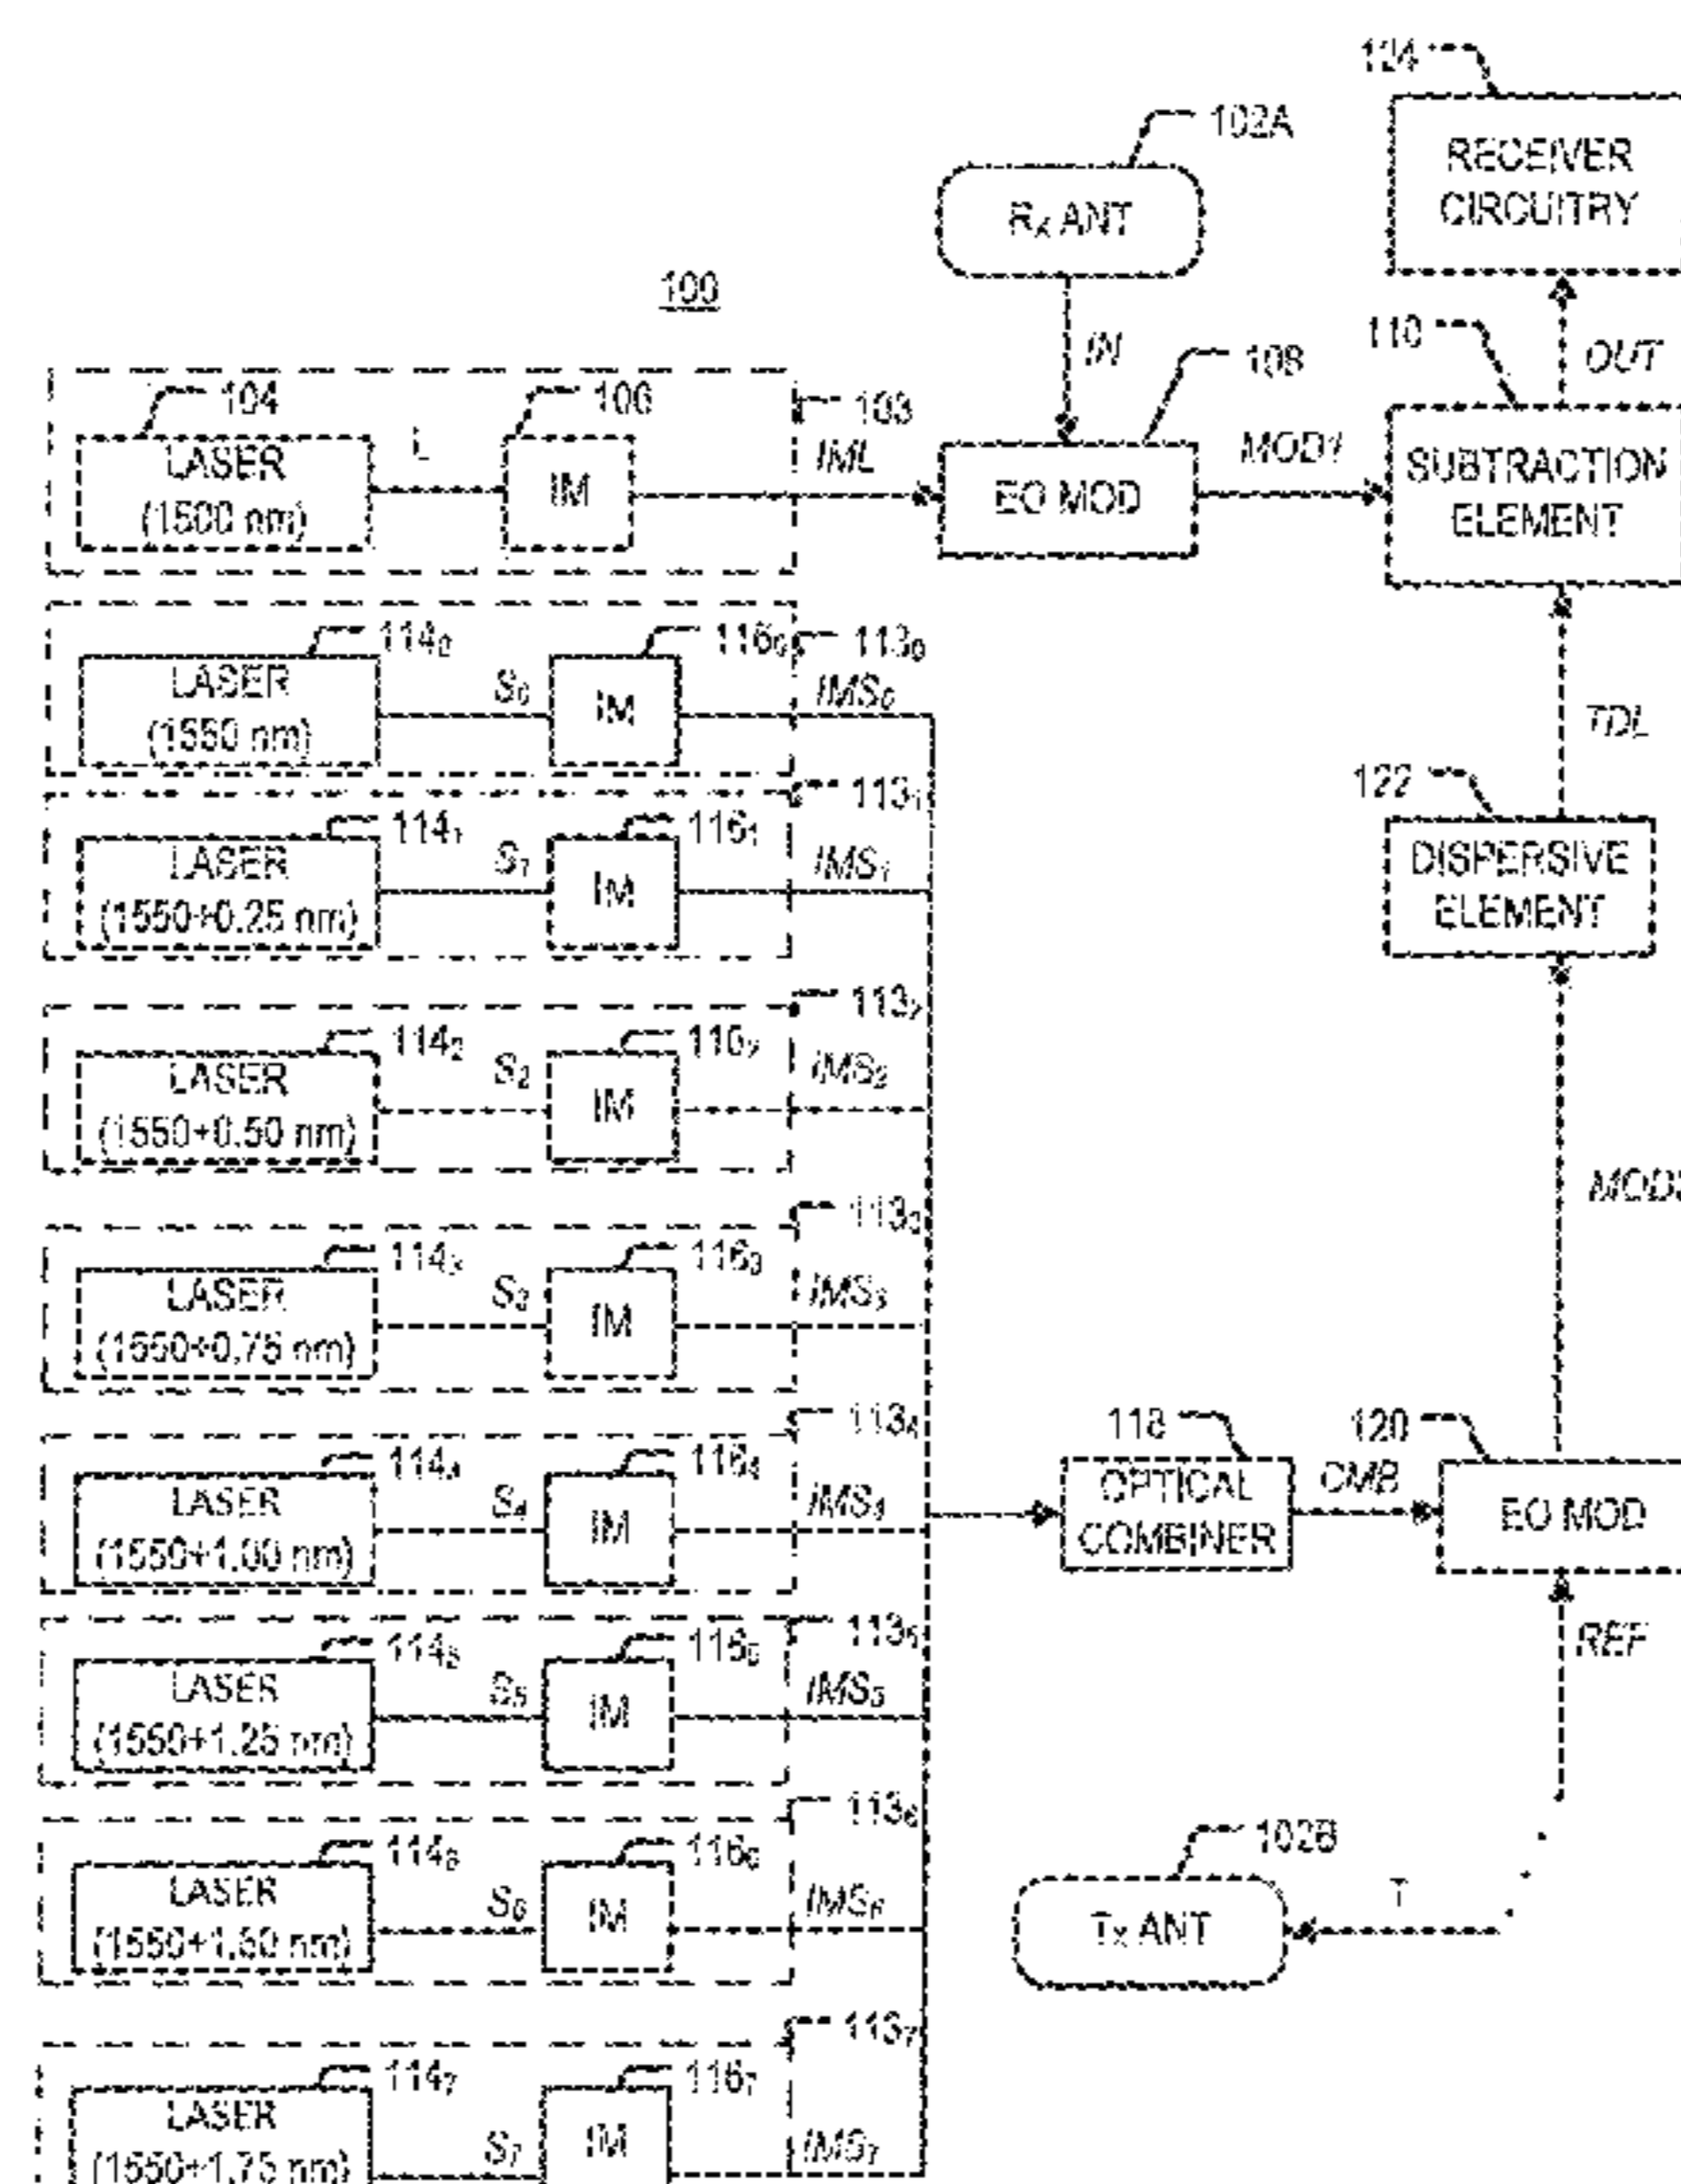 124
RECEIVER
CIRCUITRY
102A
Rx ANT
100
IN
108
110
OUT
104
L
106
103
IML
LASER
(1500 nm)
IM
EO MOD
MOD1
SUBTRACTION
ELEMENT
114₀
S₀
116₀
113₀
IMS₀
LASER
(1550 nm)
IM
TDL
114₁
S₁
116₁
113₁
IMS₁
LASER
(1550+0.25 nm)
IM
122
DISPERSIVE
ELEMENT
114₂
S₂
116₂
113₂
IMS₂
LASER
(1550+0.50 nm)
IM
114₃
S₃
116₃
113₃
IMS₃
LASER
(1550+0.75 nm)
IM
114₄
S₄
116₄
113₄
IMS₄
LASER
(1550+1.00 nm)
IM
118
OPTICAL
COMBINER
CMB
120
EO MOD
REF
114₅
S₅
116₅
113₅
IMS₅
LASER
(1550+1.25 nm)
IM
114₆
S₆
116₆
113₆
IMS₆
LASER
(1550+1.50 nm)
IM
102B
Tx ANT
T
114₇
S₇
116₇
113₇
IMS₇
LASER
(1550+1.75 nm)
IM